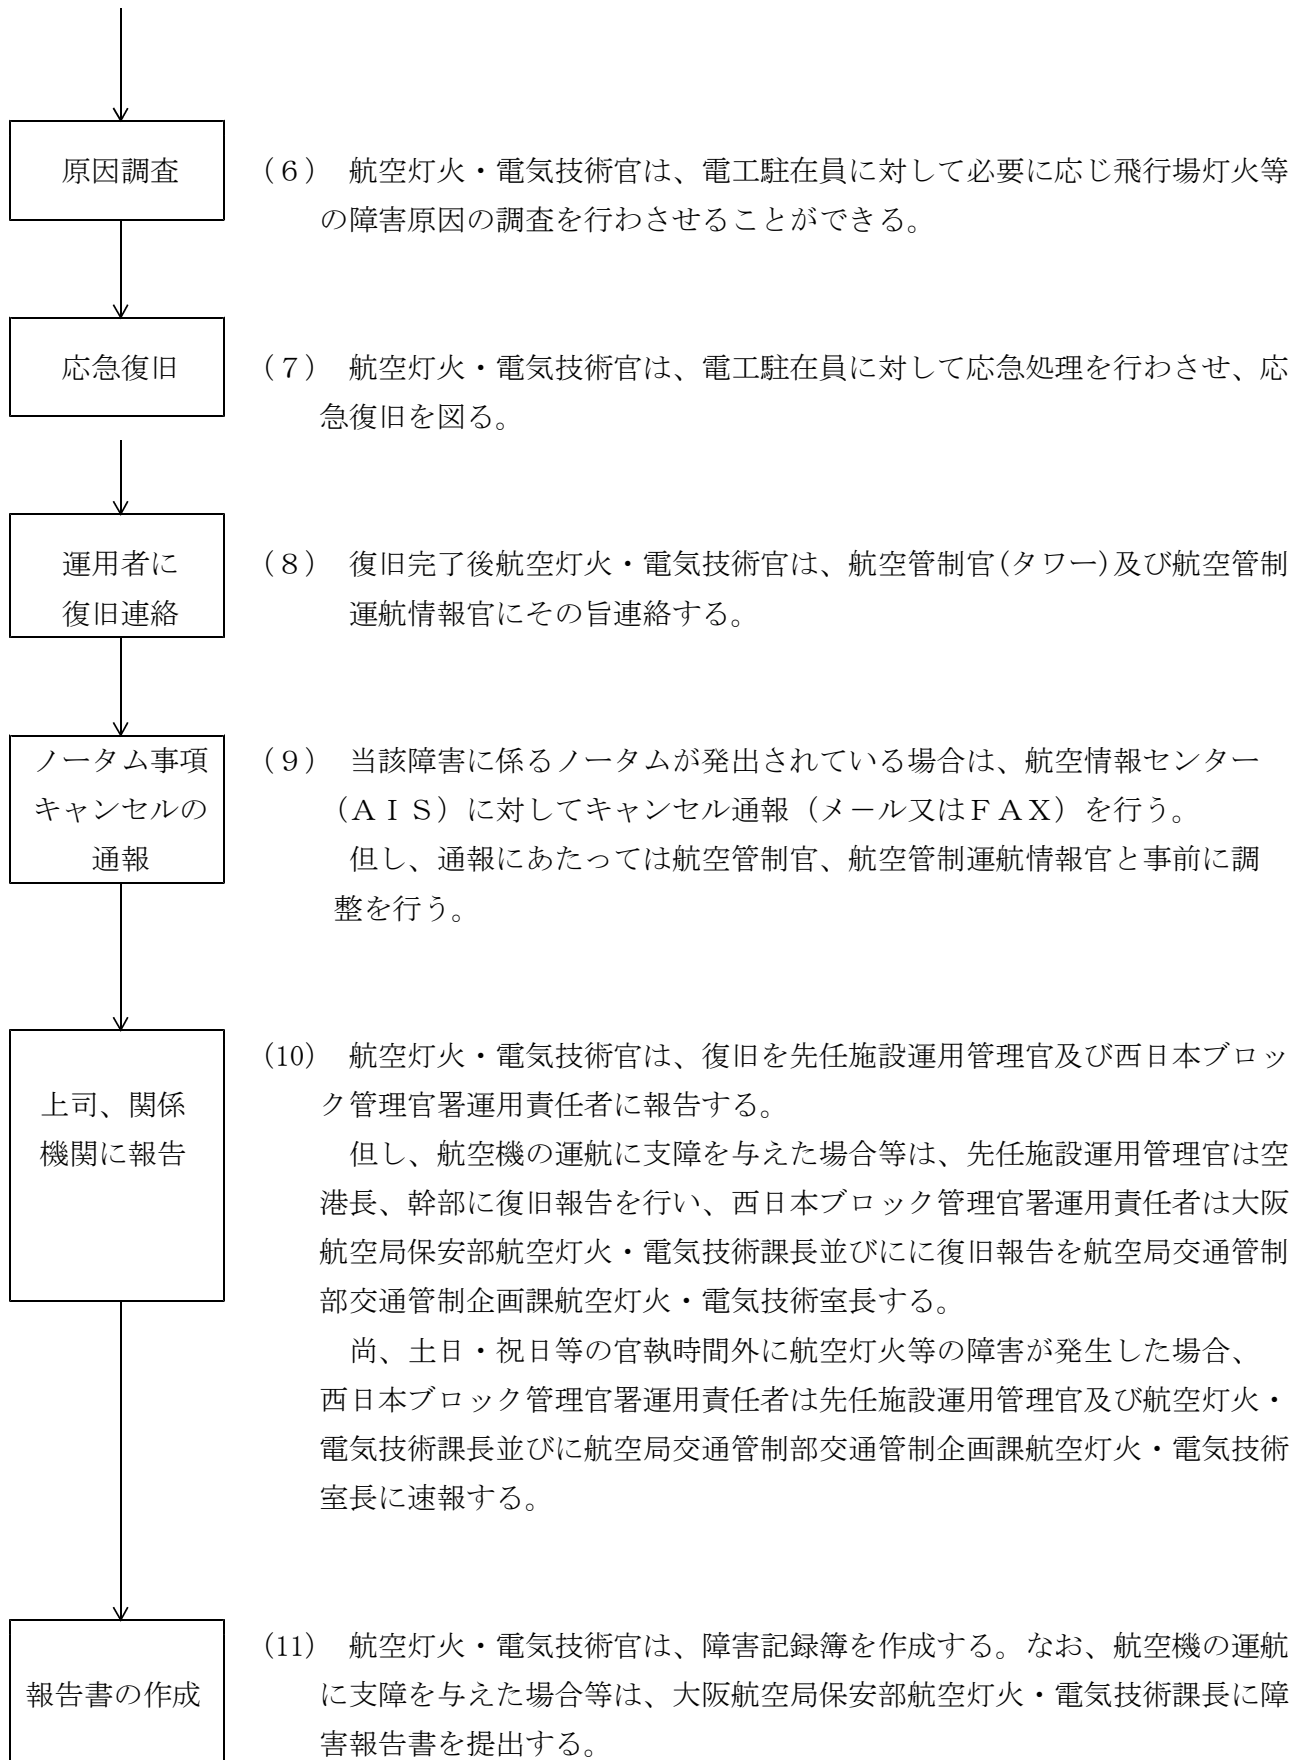 原因調査
（６） 航空灯火・電気技術官は、電工駐在員に対して必要に応じ飛行場灯火等
の障害原因の調査を行わさせることができる。
応急復旧
（７） 航空灯火・電気技術官は、電工駐在員に対して応急処理を行わさせ、応
急復旧を図る。
運用者に
復旧連絡
（８） 復旧完了後航空灯火・電気技術官は、航空管制官(タワー)及び航空管制
運航情報官にその旨連絡する。
ノータム事項
キャンセルの
通報
（９） 当該障害に係るノータムが発出されている場合は、航空情報センター
（ＡＩＳ）に対してキャンセル通報（メール又はＦＡＸ）を行う。
但し、通報にあたっては航空管制官、航空管制運航情報官と事前に調
整を行う。
上司、関係
機関に報告
(10) 航空灯火・電気技術官は、復旧を先任施設運用管理官及び西日本ブロッ
ク管理官署運用責任者に報告する。
但し、航空機の運航に支障を与えた場合等は、先任施設運用管理官は空
港長、幹部に復旧報告を行い、西日本ブロック管理官署運用責任者は大阪
航空局保安部航空灯火・電気技術課長並びにに復旧報告を航空局交通管制
部交通管制企画課航空灯火・電気技術室長する。
尚、土日・祝日等の官執時間外に航空灯火等の障害が発生した場合、
西日本ブロック管理官署運用責任者は先任施設運用管理官及び航空灯火・
電気技術課長並びに航空局交通管制部交通管制企画課航空灯火・電気技術
室長に速報する。
報告書の作成
(11) 航空灯火・電気技術官は、障害記録簿を作成する。なお、航空機の運航
に支障を与えた場合等は、大阪航空局保安部航空灯火・電気技術課長に障
害報告書を提出する。